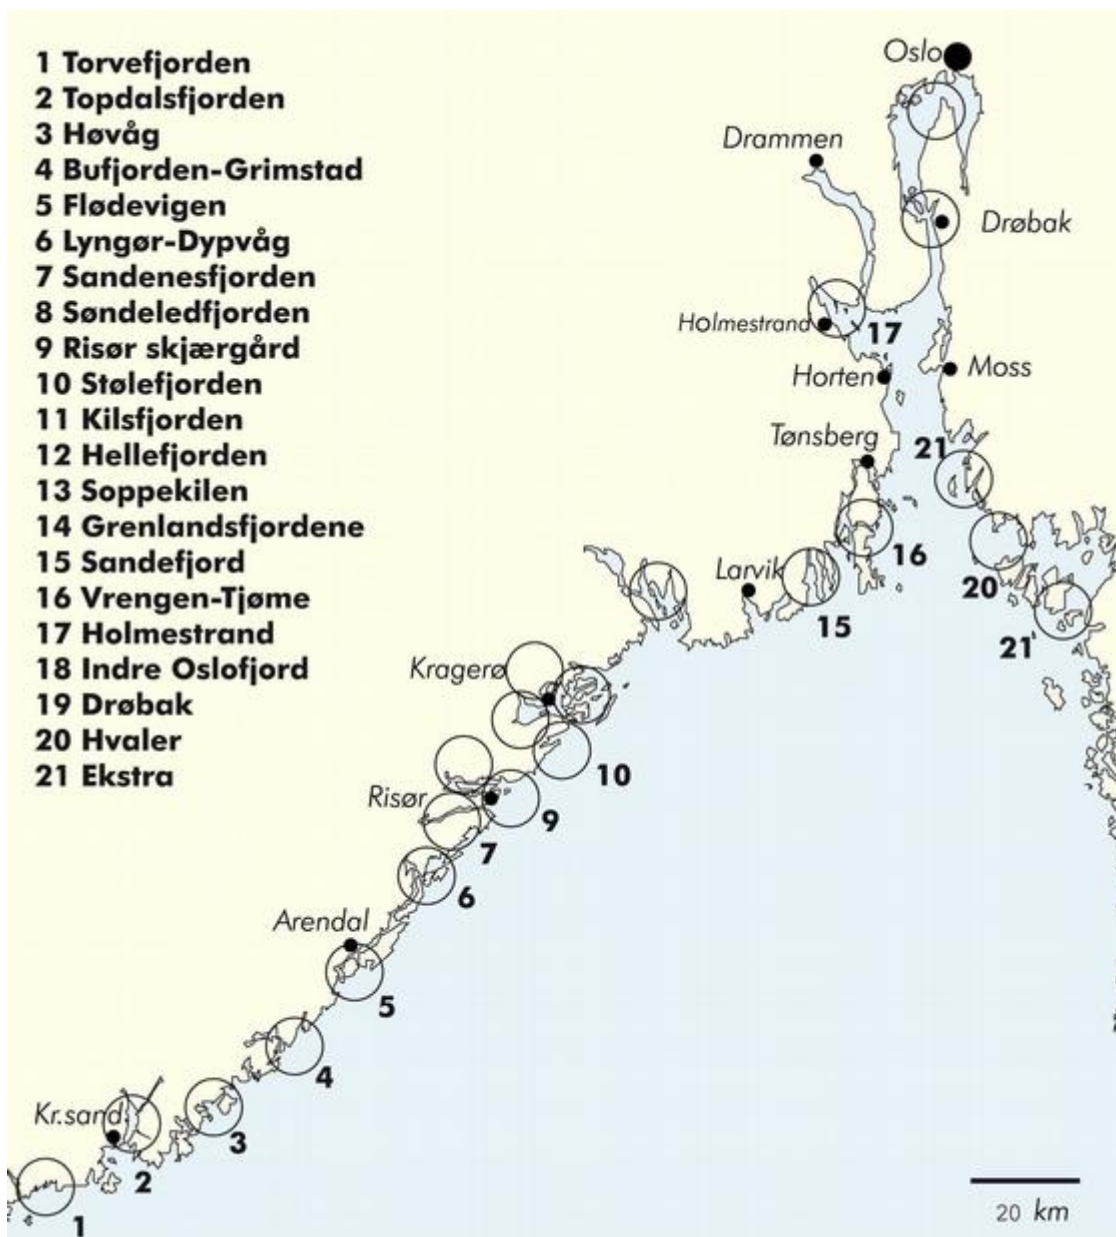 1 Torvefjorden
2 Topdalsfjorden
3 Høvåg
4 Bufjorden-Grimstad
5 Flødevigen
6 Lyngør-Dypvåg
7 Sandenesfjorden
8 Søndeledfjorden
9 Risør skjærgård
10 Stølefjorden
11 Kilsfjorden
12 Hellefjorden
13 Soppekilen
14 Grenlandsfjordene
15 Sandefjord
16 Vrengen-Tjøme
17 Holmestrand
18 Indre Oslofjord
19 Drøbak
20 Hvaler
21 Ekstra
Oslo
Drammen
Drøbak
Holmestrand
17
Horten
Moss
Tønsberg
21
16
20
Larvik
15
21
Kragerø
10
Risør
9
7
6
Arendal
5
4
Kr.sand
3
2
1
20 km